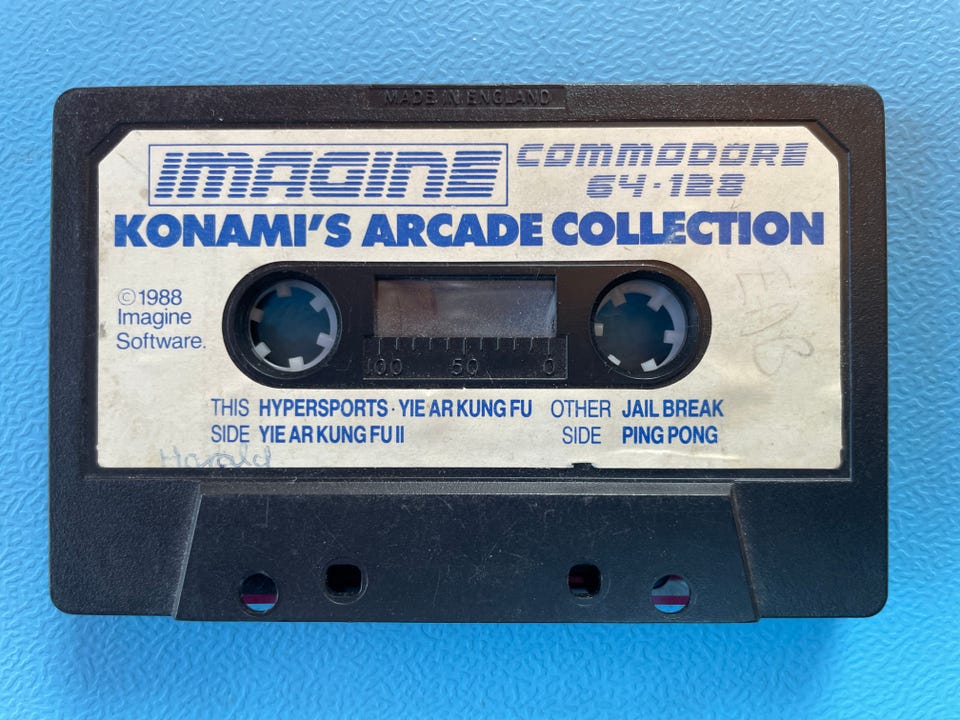 MADE IN ENGLAND
IMAGINE
COMMODORE
64·128
KONAMI'S ARCADE COLLECTION
©1988
Imagine
Software.
100 50 0
THIS SIDE HYPERSPORTS · YIE AR KUNG FU
YIE AR KUNG FU II
OTHER SIDE JAIL BREAK
PING PONG
Harald